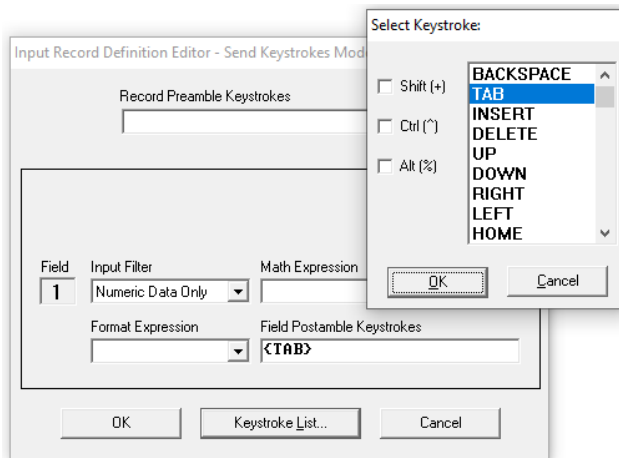 Select Keystroke:
Shift (+)
Ctrl (^)
Alt (%)
BACKSPACE
TAB
INSERT
DELETE
UP
DOWN
RIGHT
LEFT
HOME
OK
Cancel
Input Record Definition Editor - Send Keystrokes Mod
Record Preamble Keystrokes
Field
Input Filter
Math Expression
1
Numeric Data Only
Format Expression
Field Postamble Keystrokes
{TAB}
OK
Keystroke List...
Cancel